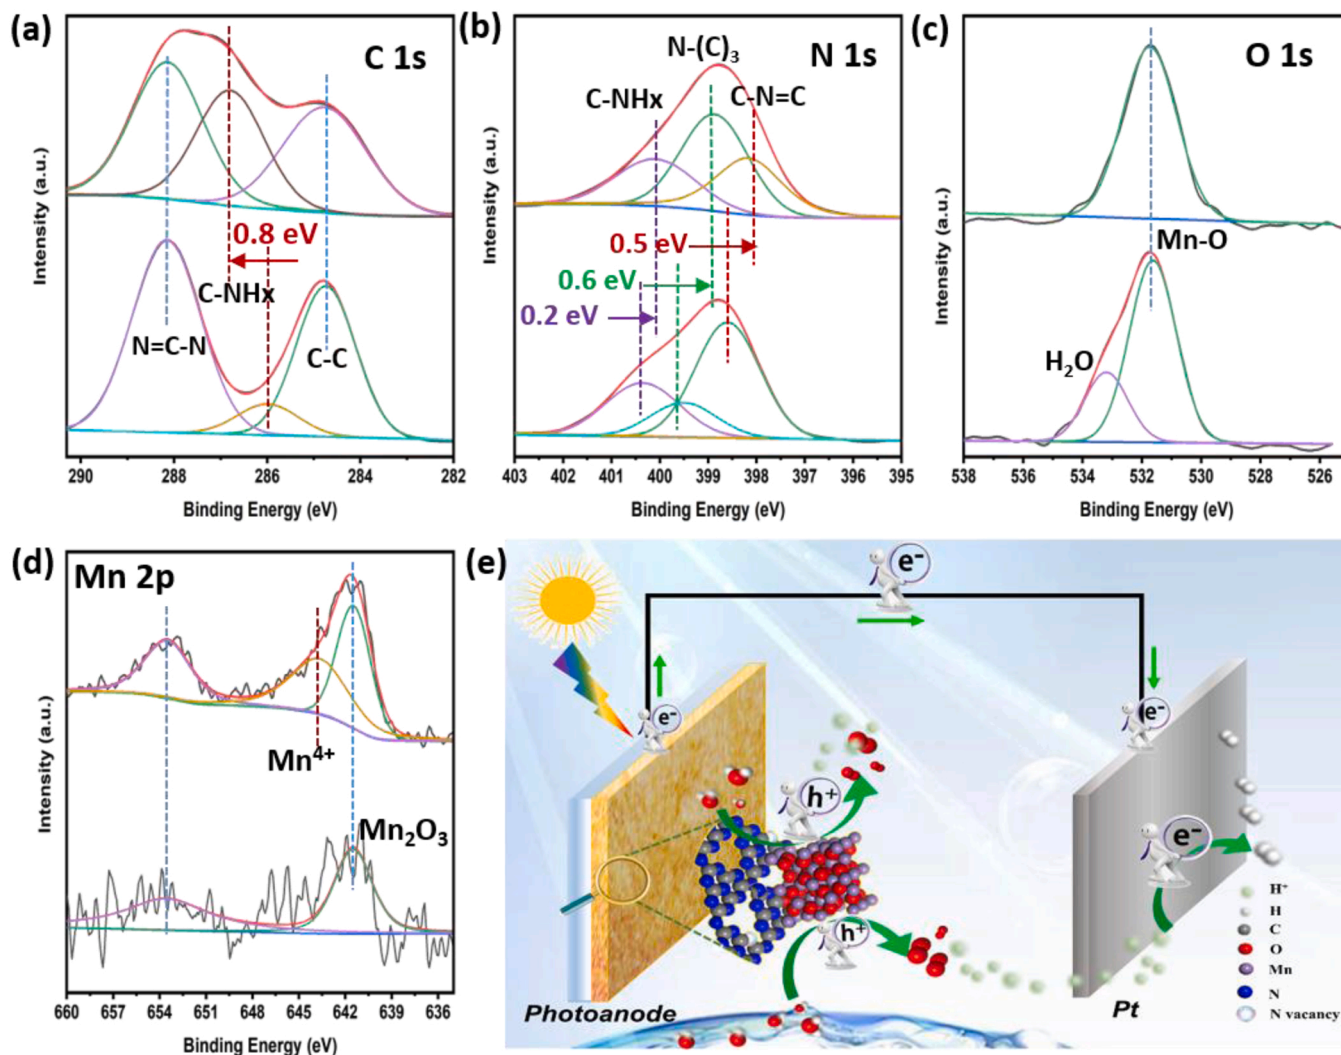 (a)
C 1s
Intensity (a.u.)
0.8 eV
C-NHx
N=C-N
C-C
290 288 286 284 282
Binding Energy (eV)
(b)
N-(C)₃
N 1s
C-NHx
C-N=C
Intensity (a.u.)
0.5 eV
0.6 eV
0.2 eV
403 402 400 399 398 396 395
Binding Energy (eV)
(c)
O 1s
Intensity (a.u.)
Mn-O
H₂O
538 536 534 532 530 528 526
Binding Energy (eV)
(d)
Mn 2p
Intensity (a.u.)
Mn⁴⁺
Mn₂O₃
660 657 654 651 648 645 642 639 636
Binding Energy (eV)
(e)
e⁻
e⁻
e⁻
h⁺
e⁻
h⁺
H⁺
H
C
O
Mn
N
N vacancy
Photoanode
Pt